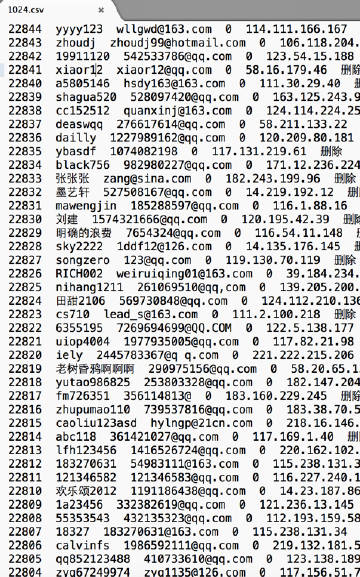 1024.csv
22844 yyyy123 wllgwd@163.com 0 114.111.166.167
22843 zhoudj zhoudj99@hotmail.com 0 106.118.204.
22842 19911120 542533786@qq.com 0 123.54.15.188
22841 xiaor12 xiaor12@qq.com 0 58.16.179.46 删除
22840 a5805146 hsdy163@163.com 0 111.30.29.40 删
22839 shagua520 528097420@qq.com 0 163.125.243.9
22838 cc152512 quanxinj@163.com 0 124.114.224.25
22837 deaswqq 276617614@qq.com 0 58.211.133.22
22836 dailly 1227989162@qq.com 0 120.209.80.181
22835 ybasdf 1074082198 0 117.131.219.61 删除
22834 black756 982980227@qq.com 0 171.12.236.224
22833 张张张 zang@sina.com 0 182.243.199.96 删除
22832 墨艺轩 527508167@qq.com 0 14.219.192.12 删
22831 mawengjin 185288597@qq.com 0 116.1.88.16
22830 刘建 1574321666@qq.com 0 120.195.42.39 删除
22829 明确的浪费 7654324@qq.com 0 116.54.11.148 删
22828 sky2222 1ddf12@qq.com 0 14.135.176.145 删
22827 songzero 123@qq.com 0 119.130.70.119 删除
22826 RICH002 weiruiqing01@163.com 0 39.184.234.
22825 nihang1211 261069510@qq.com 0 139.205.200.
22824 田甜2106 569730848@qq.com 0 124.112.210.130
22823 cs710 lead_s@163.com 0 111.2.100.218 删除
22822 6355195 7269694699@QQ.COM 0 122.5.138.177
22821 uiop4004 1977935005@qq.com 0 117.82.21.98
22820 iely 2445783367@q q.com 0 221.222.215.206
22819 老树昏鸦啊啊啊 290975156@qq.com 0 58.20.65.1
22818 yutao986825 253803328@qq.com 0 182.147.204
22817 fm726351 356114813@ 0 183.160.229.245 删除
22816 zhupumao110 739537816@qq.com 0 183.38.70.5
22815 caoliu123asd hylngp@21cn.com 0 218.16.146.
22814 abc118 361421027@qq.com 0 117.169.1.40 删
22813 lfh123456 1416526724@qq.com 0 220.162.102.
22812 183270631 54983111@163.com 0 115.238.131.3
22811 121346582 121346583@qq.com 0 116.227.240.1
22810 欢乐颂2012 1191186438@qq.com 0 14.23.187.86
22809 1a23456 332382619@qq.com 0 121.236.13.145
22808 55353543 432135323@qq.com 0 112.193.159.58
22807 18327 183270631@163.com 0 115.238.131.34
22806 calvinfs 1986592111@qq.com 0 219.132.181.5
22805 qq852123488 410733610@qq.com 0 123.138.189
22804 zyg67249974 zyg1135@126.com 0 117.156.51.7